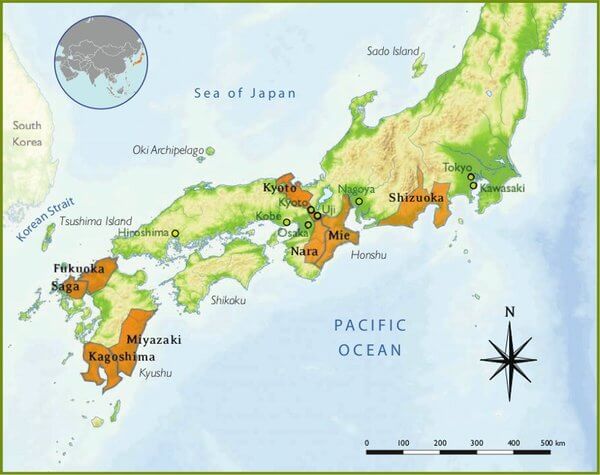 Sado Island
Sea of Japan
South
Korea
Oki Archipelago
Tokyo
Kawasaki
Kyoto
Nagoya
Shizuoka
Korean Strait
Tsushima Island
Kyoto
Uji
Kobe
Hiroshima
Osaka
Mie
Nara
Honshu
Fukuoka
Saga
Shikoku
Miyazaki
Kagoshima
Kyushu
PACIFIC
OCEAN
N
0 100 200 300 400 500 km